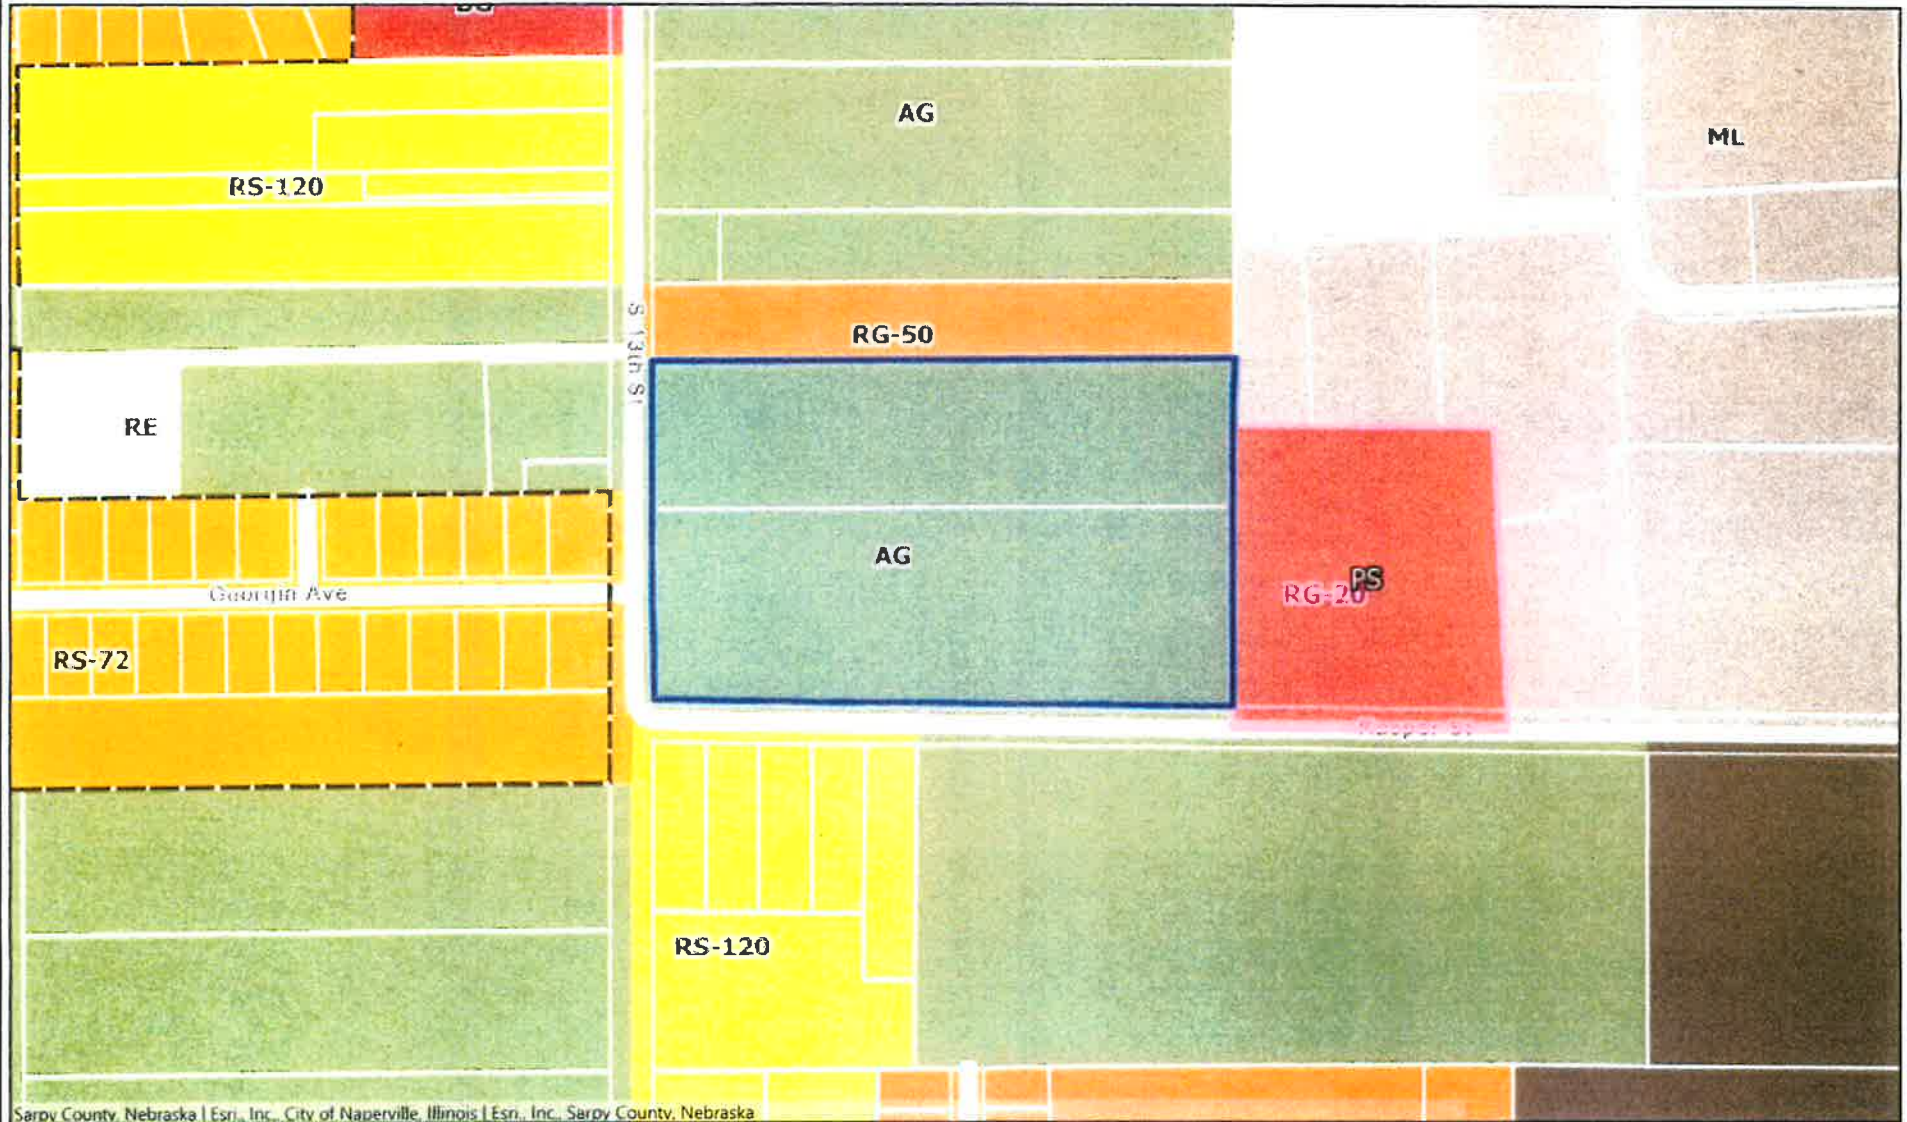 AG
ML
RS-120
S 13th St
RG-50
RE
AG
PS
RG-20
Georgia Ave
RS-72
RS-120
Sarpy County, Nebraska | Esri., Inc., City of Naperville, Illinois | Esri., Inc., Sarpy County, Nebraska